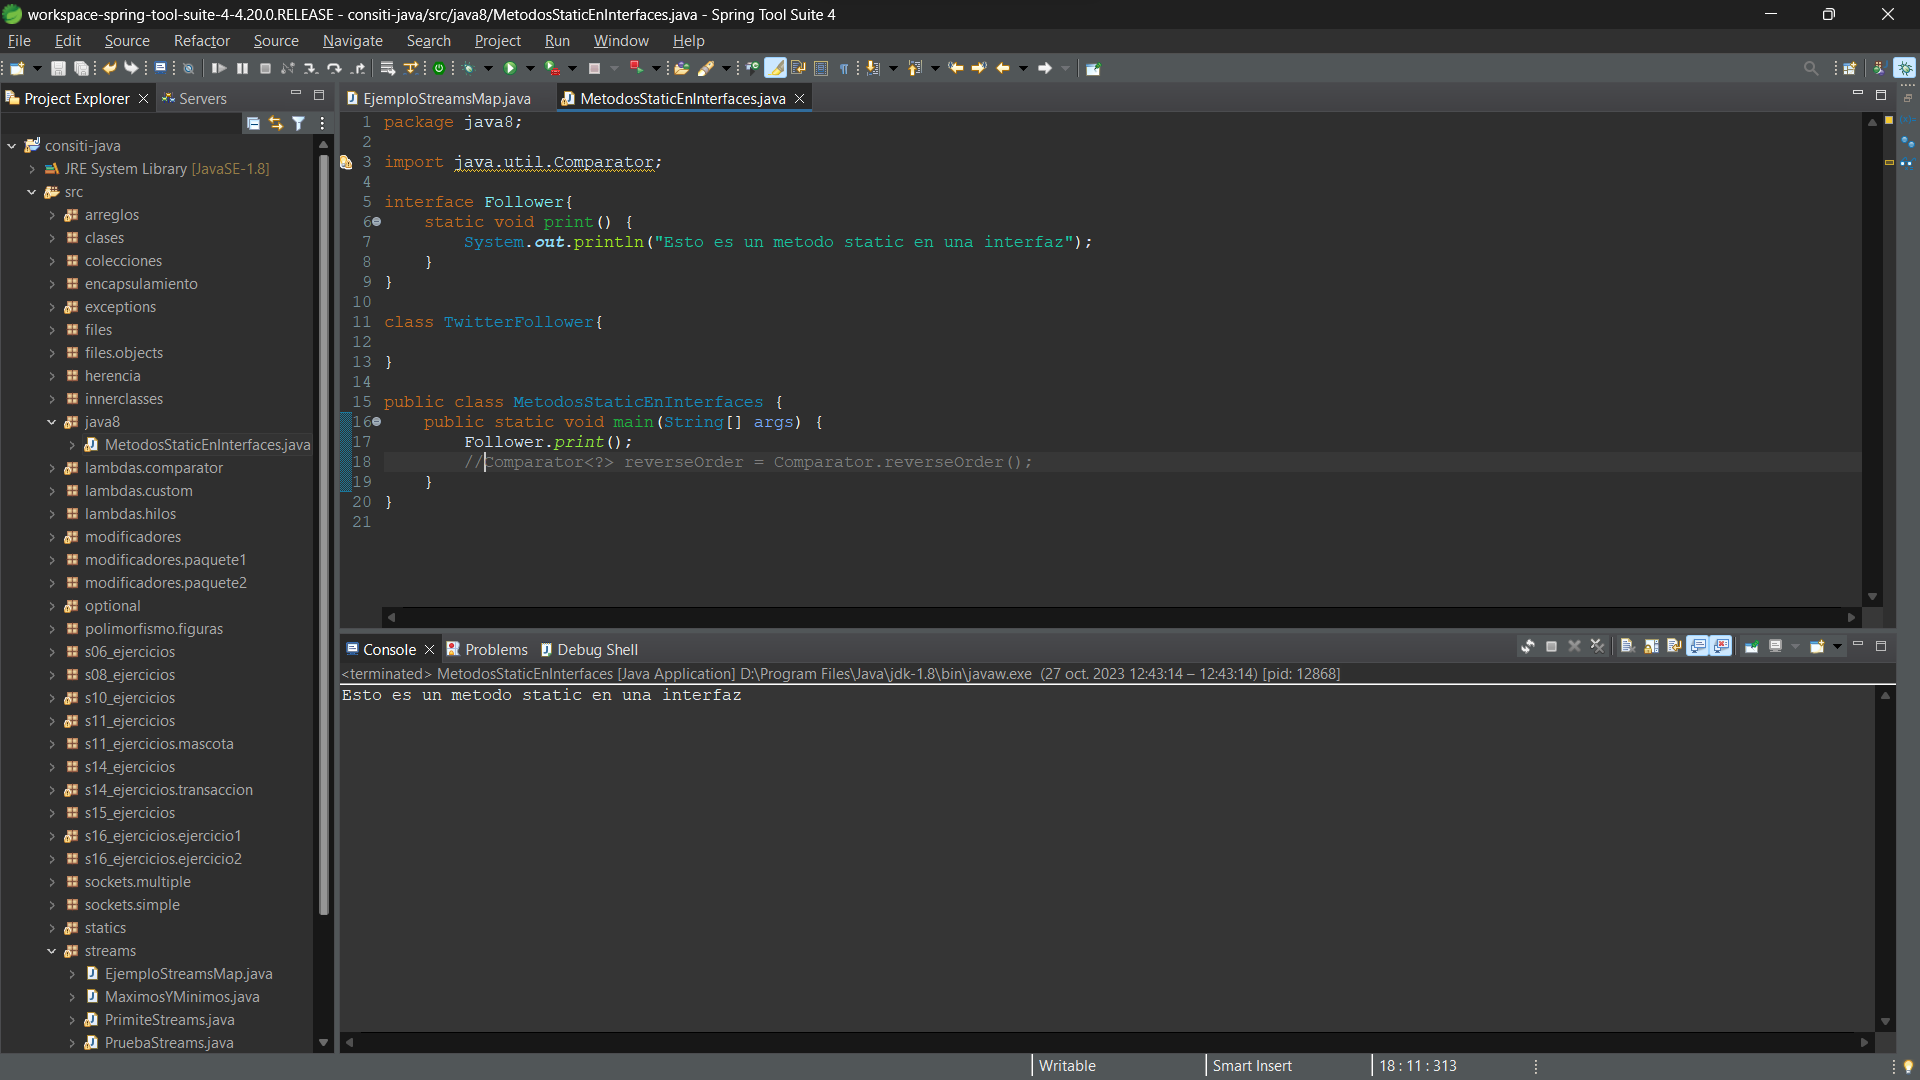 workspace-spring-tool-suite-4-4.20.0.RELEASE - consiti-java/src/java8/MetodosStaticEnInterfaces.java - Spring Tool Suite 4
File Edit Source Refactor Source Navigate Search Project Run Window Help
Project Explorer
Servers
consiti-java
JRE System Library [JavaSE-1.8]
src
arreglos
clases
colecciones
encapsulamiento
exceptions
files
files.objects
herencia
innerclasses
java8
MetodosStaticEnInterfaces.java
lambdas.comparator
lambdas.custom
lambdas.hilos
modificadores
modificadores.paquete1
modificadores.paquete2
optional
polimorfismo.figuras
s06_ejercicios
s08_ejercicios
s10_ejercicios
s11_ejercicios
s11_ejercicios.mascota
s14_ejercicios
s14_ejercicios.transaccion
s15_ejercicios
s16_ejercicios.ejercicio1
s16_ejercicios.ejercicio2
sockets.multiple
sockets.simple
statics
streams
EjemploStreamsMap.java
MaximosYMinimos.java
PrimiteStreams.java
PruebaStreams.java
EjemploStreamsMap.java
MetodosStaticEnInterfaces.java
1 package java8;
2
3 import java.util.Comparator;
4
5 interface Follower{
6 static void print() {
7 System.out.println("Esto es un metodo static en una interfaz");
8 }
9 }
10
11 class TwitterFollower{
12
13 }
14
15 public class MetodosStaticEnInterfaces {
16 public static void main(String[] args) {
17 Follower.print();
18 //Comparator<?> reverseOrder = Comparator.reverseOrder();
19 }
20 }
21
Console
Problems
Debug Shell
<terminated> MetodosStaticEnInterfaces [Java Application] D:\Program Files\Java\jdk-1.8\bin\javaw.exe (27 oct. 2023 12:43:14 – 12:43:14) [pid: 12868]
Esto es un metodo static en una interfaz
Writable
Smart Insert
18 : 11 : 313